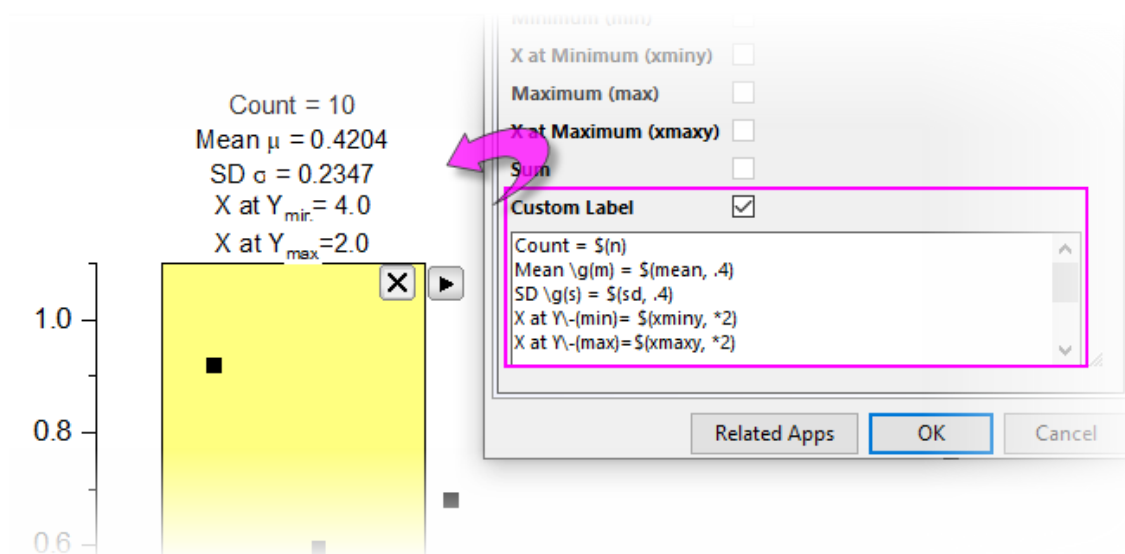 Count = 10
Mean μ = 0.4204
SD σ = 0.2347
X at Ymin= 4.0
X at Ymax=2.0
1.0
0.8
0.6
Minimum (min)
X at Minimum (xminy)
Maximum (max)
X at Maximum (xmaxy)
Sum
Custom Label
Count = $(n)
Mean \g(m) = $(mean, .4)
SD \g(s) = $(sd, .4)
X at Y\-(min)= $(xminy, *2)
X at Y\-(max)=$(xmaxy, *2)
Related Apps
OK
Cancel